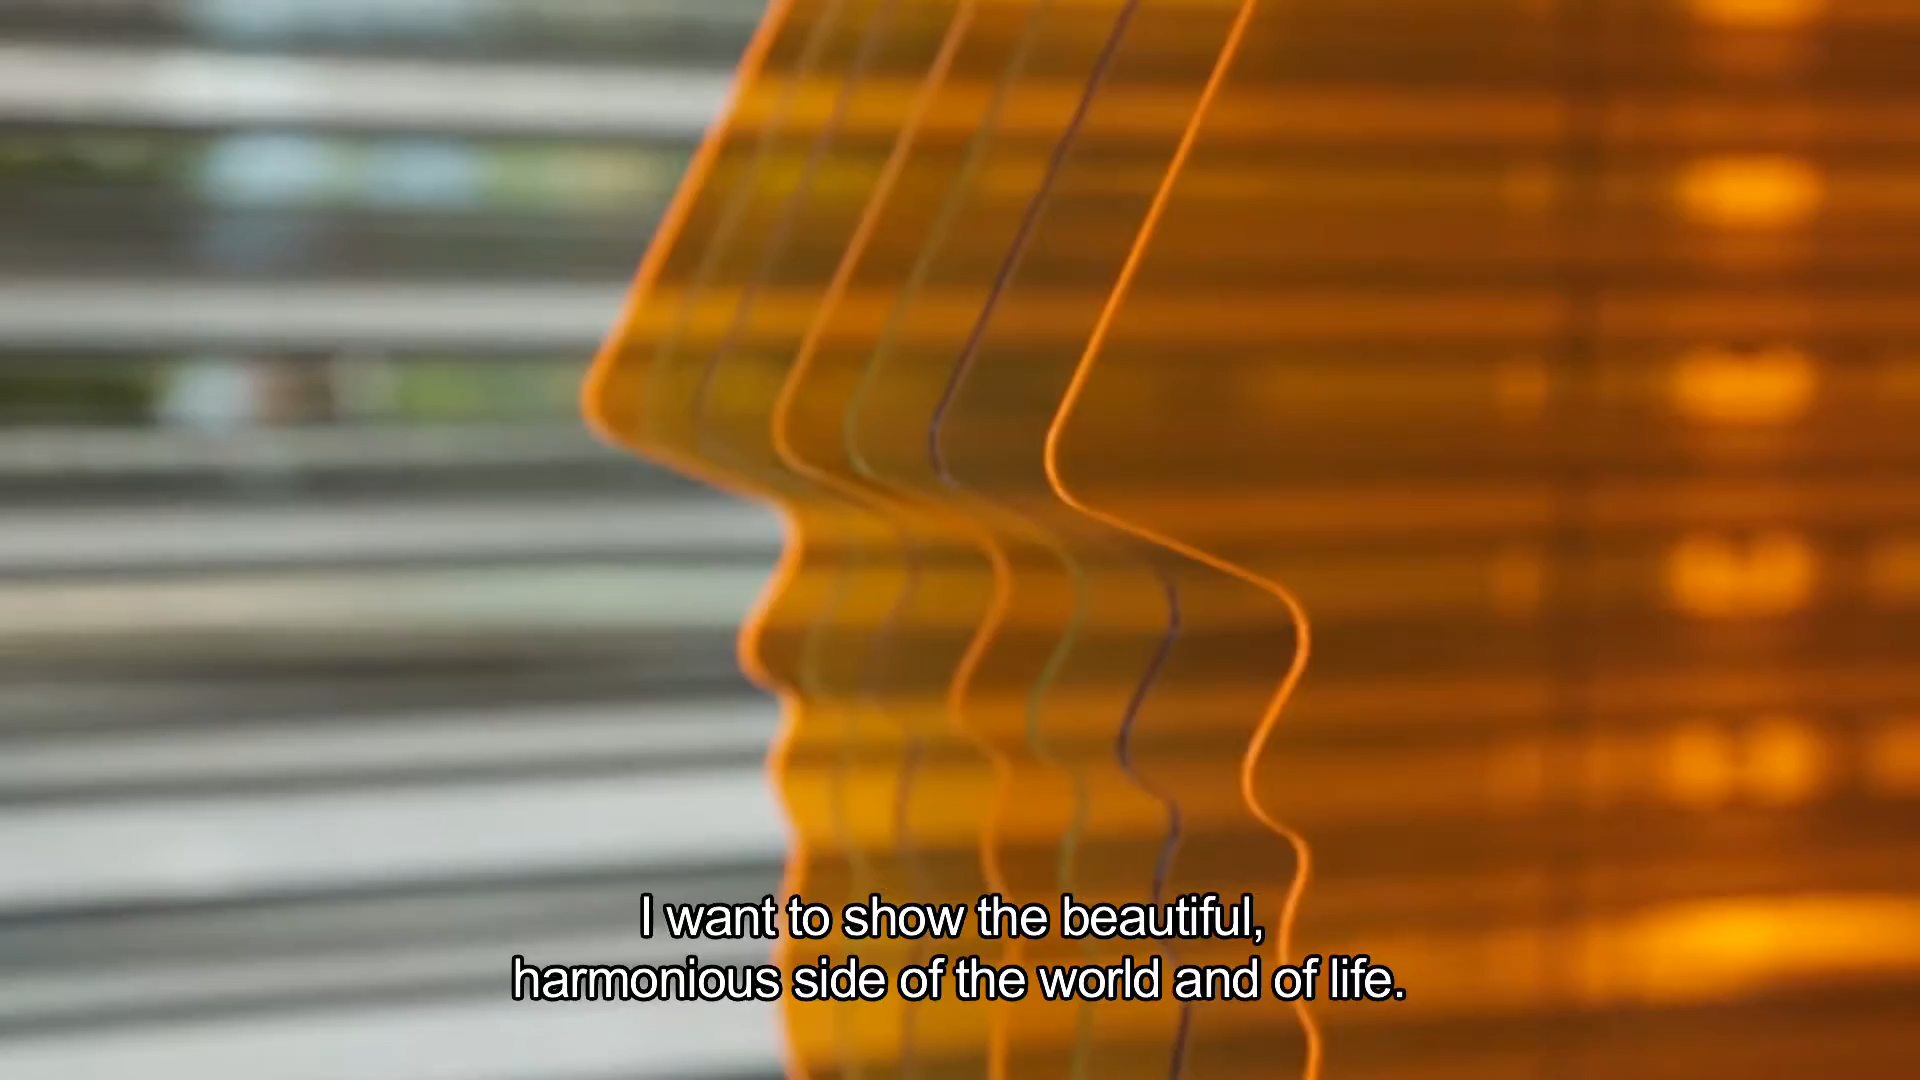 I want to show the beautiful,
harmonious side of the world and of life.